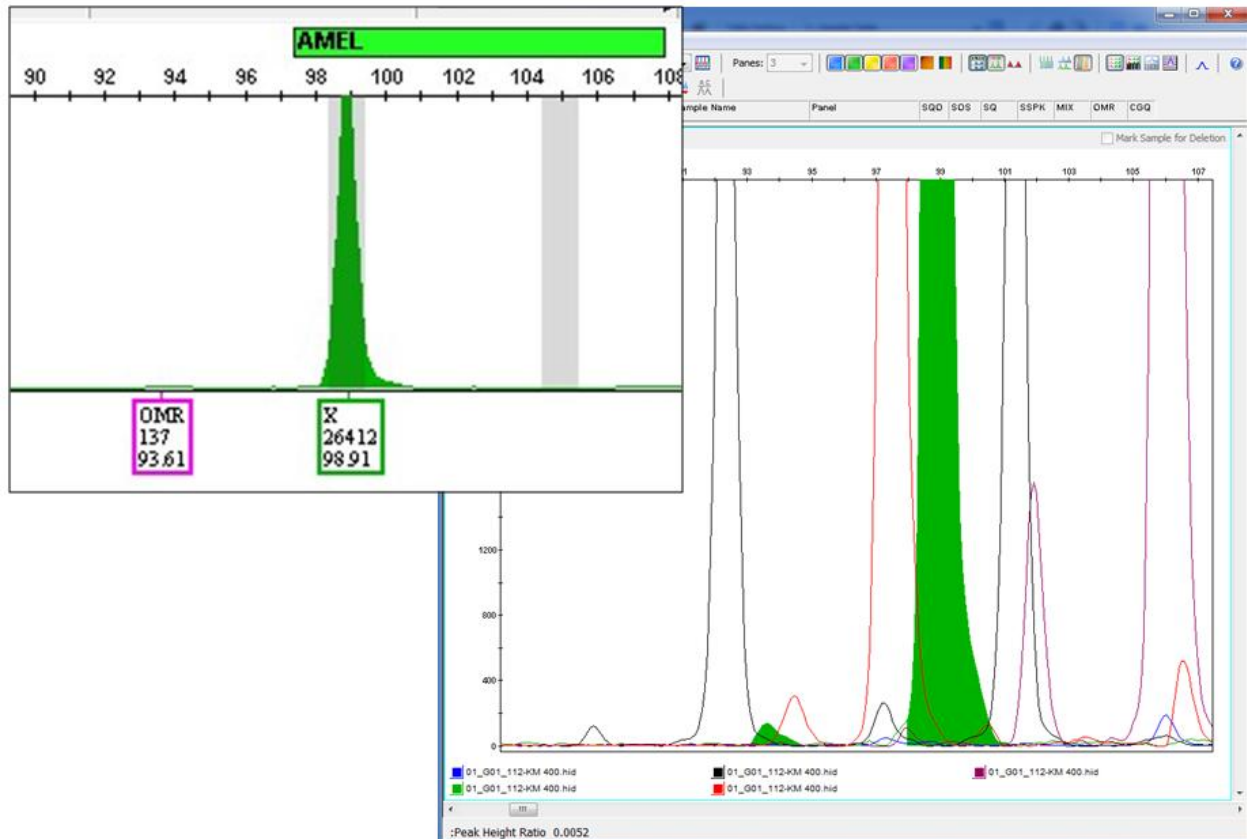 AMEL
90 92 94 96 98 100 102 104 106 108
OMR
137
93.61
X
26412
98.91
Panes: 3
ple Name Panel SQO SOS SQ SSPK MIX OMR CGQ
Mark Sample for Deletion
93 95 97 99 101 103 105 107
1200
800
400
0
01_G01_112-KM 400.hid 01_G01_112-KM 400.hid 01_G01_112-KM 400.hid
01_G01_112-KM 400.hid 01_G01_112-KM 400.hid
:Peak Height Ratio 0.0052